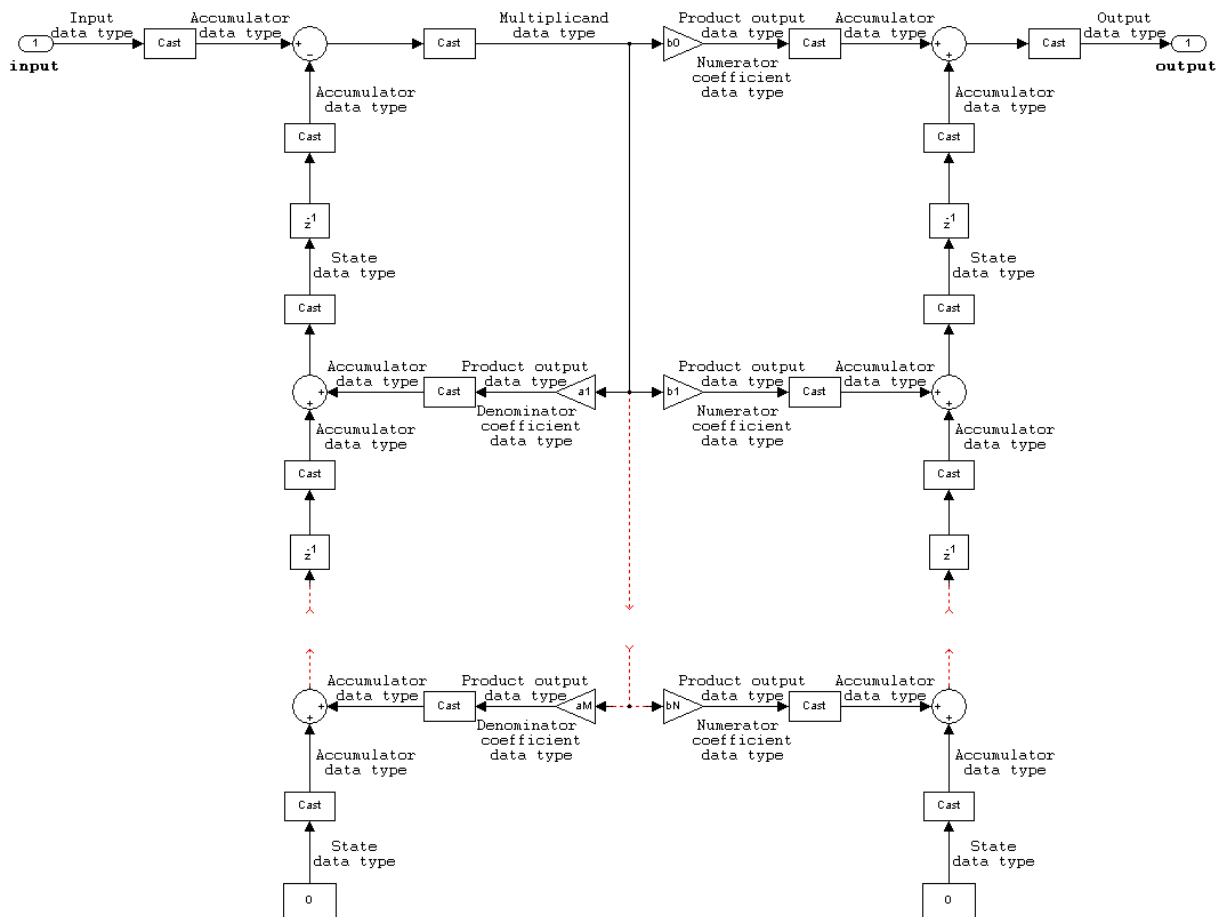 Input
data type
Accumulator
data type
Multiplicand
data type
Product output
data type
Accumulator
data type
Output
data type
1
Cast
+
−
Cast
b0
Cast
+
+
Cast
1
input
output
Numerator
coefficient
data type
Accumulator
data type
Accumulator
data type
Cast
Cast
z-1
z-1
State
data type
State
data type
Cast
Cast
Accumulator
data type
Product output
data type
Product output
data type
Accumulator
data type
+
+
Cast
a1
b1
Cast
+
+
Denominator
coefficient
data type
Numerator
coefficient
data type
Accumulator
data type
Accumulator
data type
Cast
Cast
z-1
z-1
Accumulator
data type
Product output
data type
Product output
data type
Accumulator
data type
+
+
Cast
aM
bN
Cast
+
+
Denominator
coefficient
data type
Numerator
coefficient
data type
Accumulator
data type
Accumulator
data type
Cast
Cast
State
data type
State
data type
0
0